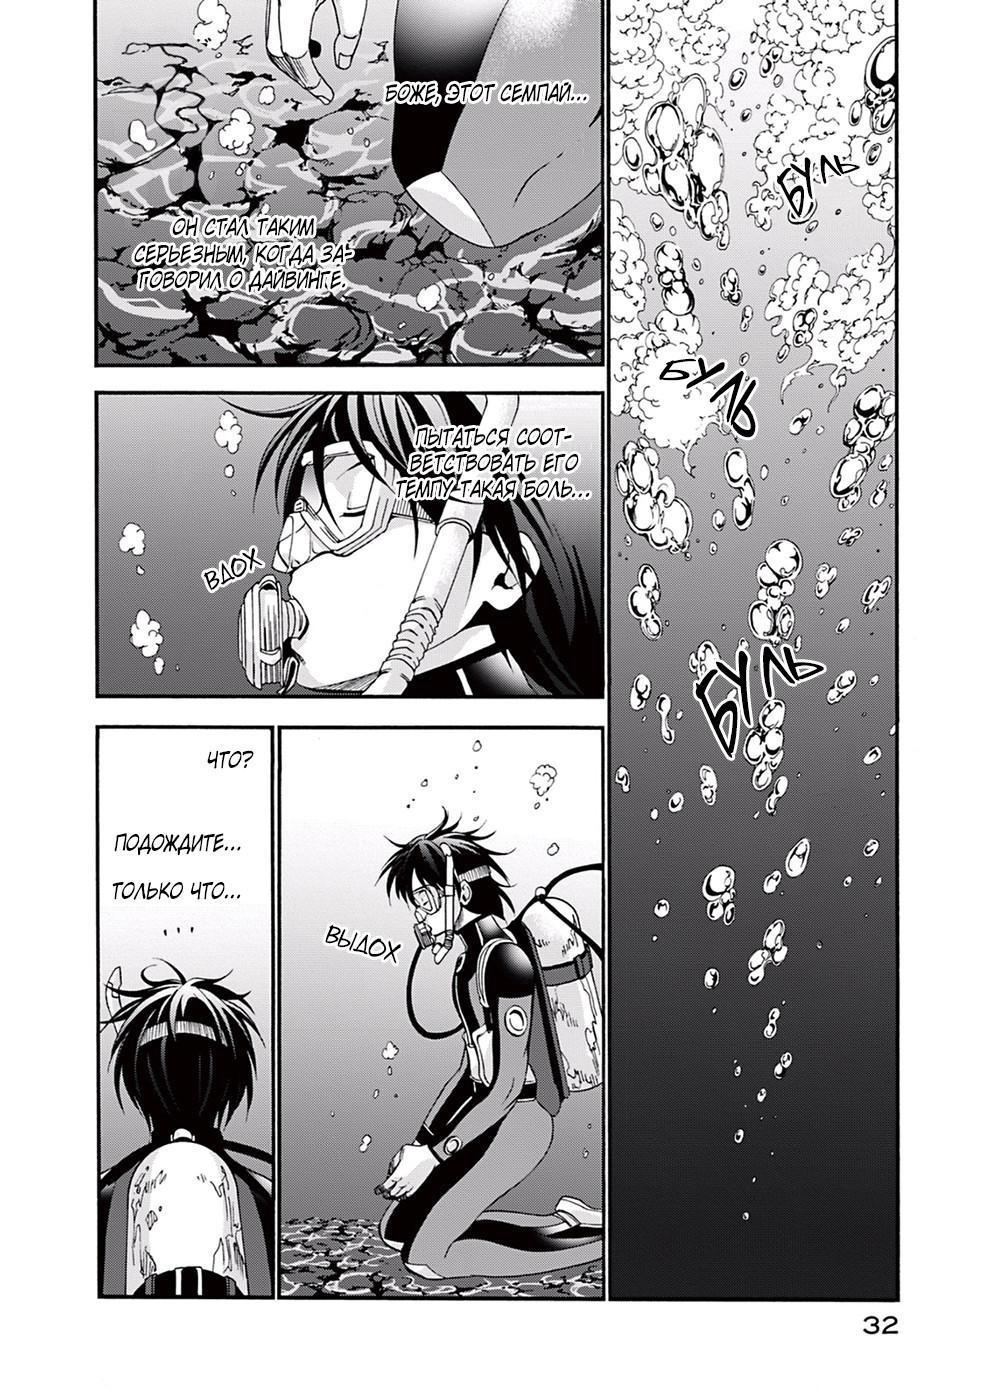 БУЛЬ
БУЛЬ
БУЛЬ
БОЖЕ, ЭТОТ СЕМПАЙ...
ОН СТАЛ ТАКИМ
СЕРЬЕЗНЫМ, КОГДА ЗА-
ГОВОРИЛ О ДАЙВИНГЕ.
ПЫТАТЬСЯ СООТ-
ВЕТСТВОВАТЬ ЕГО
ТЕМПУ ТАКАЯ БОЛЬ...
ВДОХ
ВЫДОХ
ЧТО?
ПОДОЖДИТЕ...
ТОЛЬКО ЧТО...
...
32